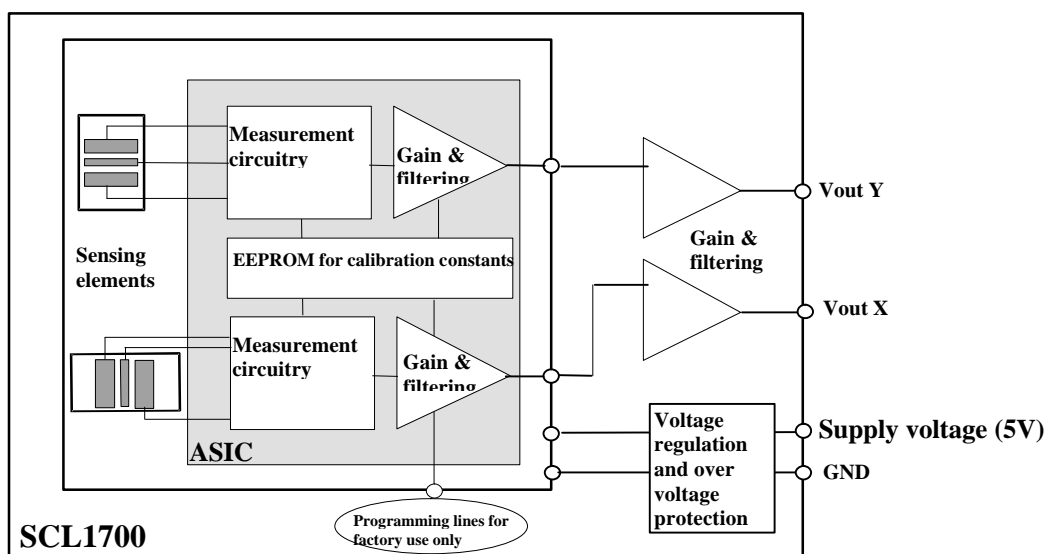 Measurement
circuitry
Gain &
filtering
Vout Y
Sensing
elements
EEPROM for calibration constants
Gain &
filtering
Vout X
Measurement
circuitry
Gain &
filtering
Voltage
regulation
and over
voltage
protection
Supply voltage (5V)
GND
ASIC
Programming lines for
factory use only
SCL1700